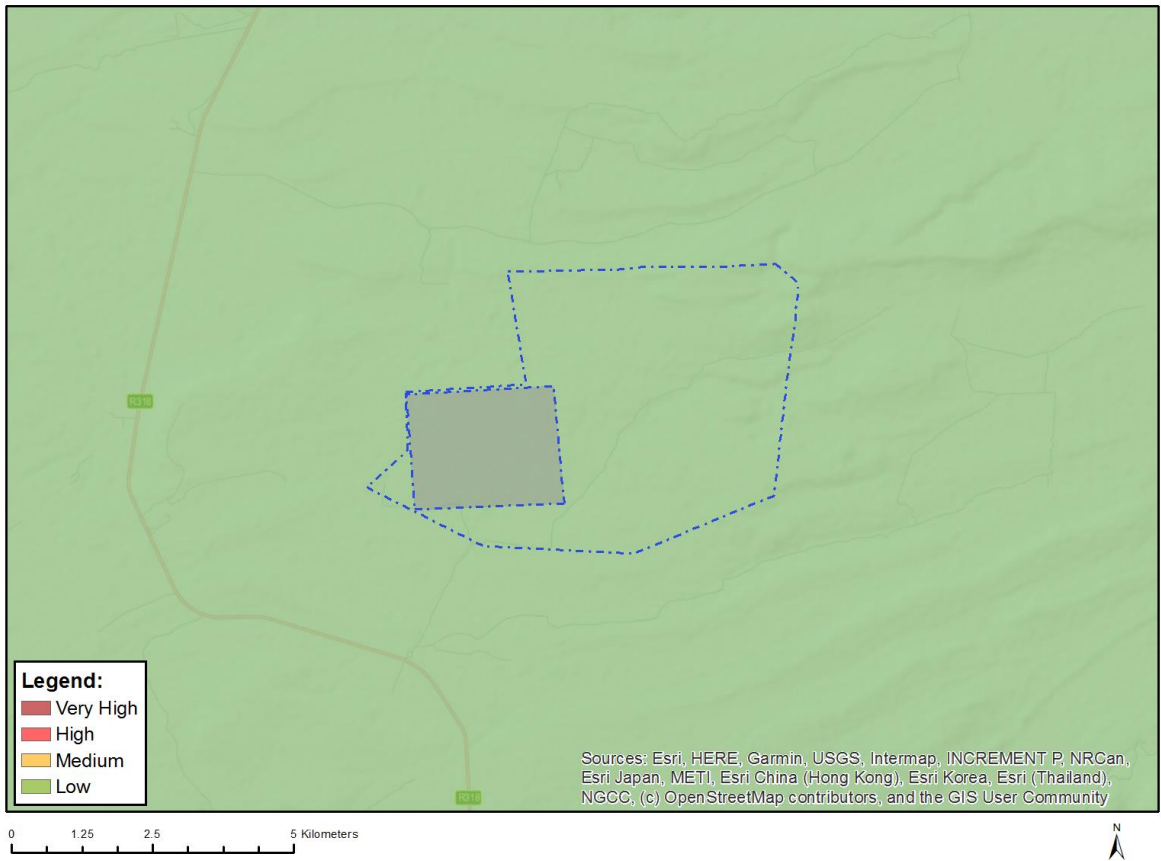 R318
Legend:
Very High
High
Medium
Low
Sources: Esri, HERE, Garmin, USGS, Intermap, INCREMENT P, NRCan,
Esri Japan, METI, Esri China (Hong Kong), Esri Korea, Esri (Thailand),
NGCC, (c) OpenStreetMap contributors, and the GIS User Community
R318
0 1.25 2.5 5 Kilometers
N